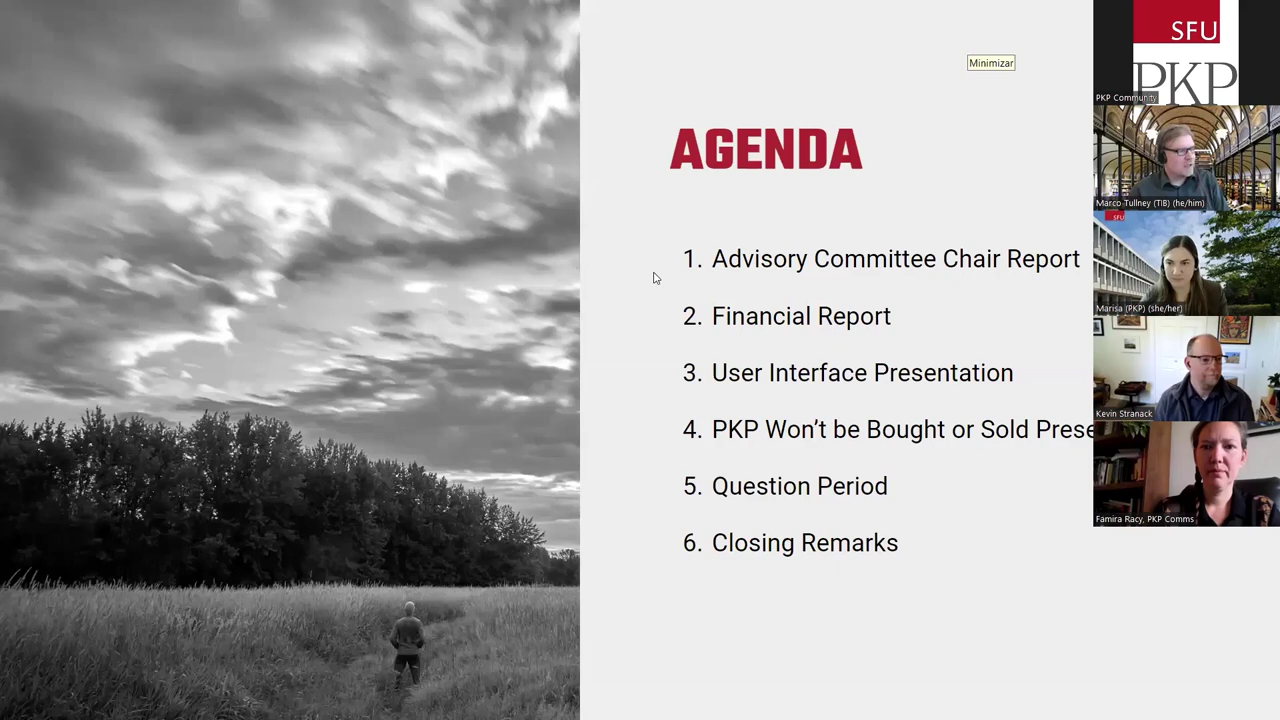 Minimizar
AGENDA
1. Advisory Committee Chair Report
2. Financial Report
3. User Interface Presentation
4. PKP Won’t be Bought or Sold Prese
5. Question Period
6. Closing Remarks
SFU
PKP
PKP Community
Marco Tullney (TIB) (he/him)
SFU
Marisa (PKP) (she/her)
Kevin Stranack
Famira Racy, PKP Comms